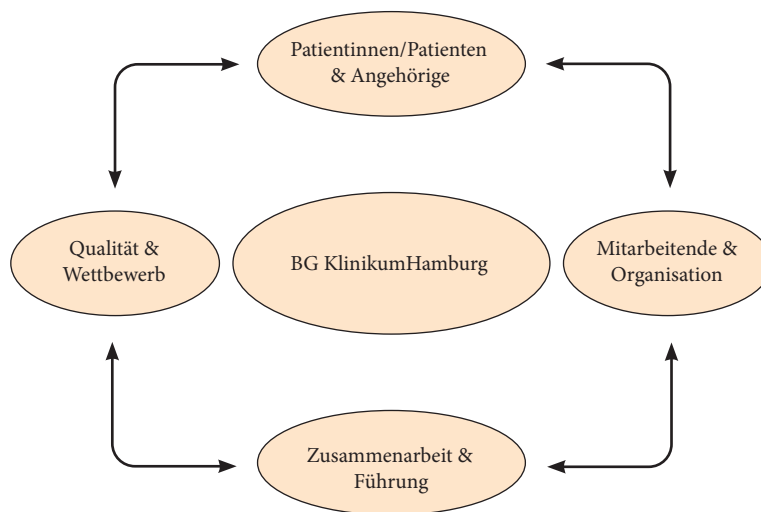 Patientinnen/Patienten
& Angehörige
Qualität &
Wettbewerb
BG KlinikumHamburg
Mitarbeitende &
Organisation
Zusammenarbeit &
Führung